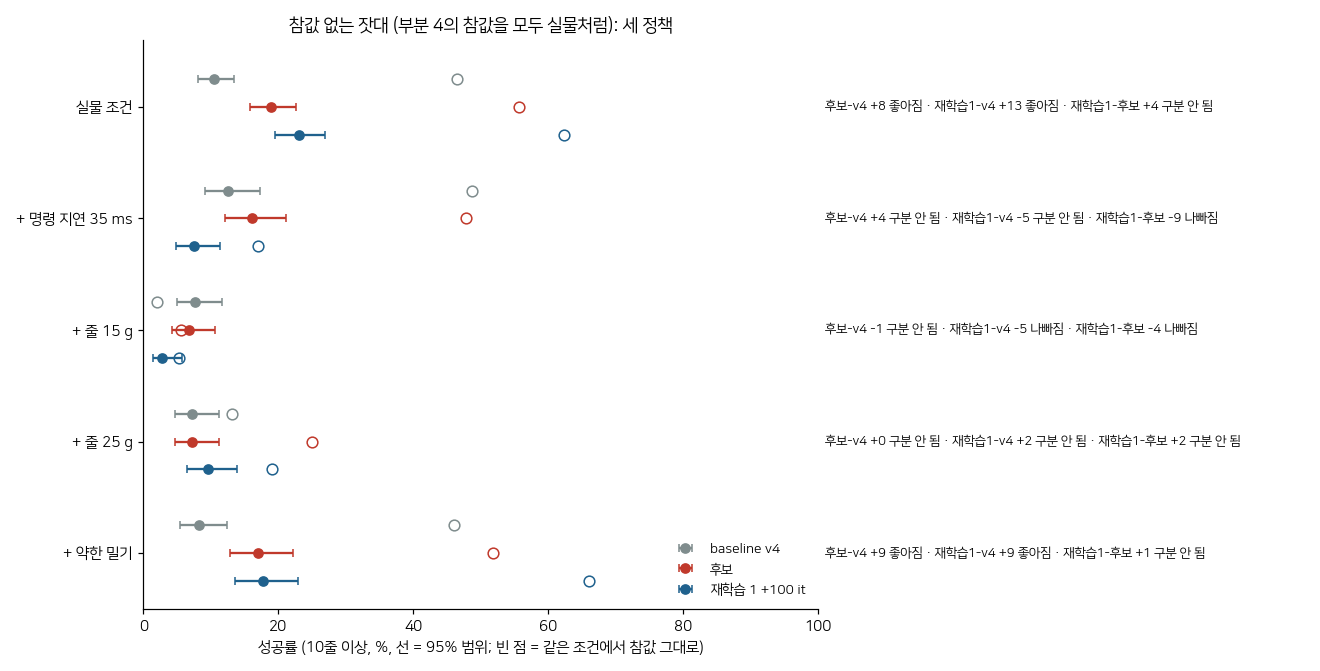 참값 없는 잣대 (부분 4의 참값을 모두 실물처럼): 세 정책
실물 조건
후보-v4 +8 좋아짐 · 재학습1-v4 +13 좋아짐 · 재학습1-후보 +4 구분 안 됨
+ 명령 지연 35 ms
후보-v4 +4 구분 안 됨 · 재학습1-v4 -5 구분 안 됨 · 재학습1-후보 -9 나빠짐
+ 줄 15 g
후보-v4 -1 구분 안 됨 · 재학습1-v4 -5 나빠짐 · 재학습1-후보 -4 나빠짐
+ 줄 25 g
후보-v4 +0 구분 안 됨 · 재학습1-v4 +2 구분 안 됨 · 재학습1-후보 +2 구분 안 됨
+ 약한 밀기
후보-v4 +9 좋아짐 · 재학습1-v4 +9 좋아짐 · 재학습1-후보 +1 구분 안 됨
baseline v4
후보
재학습 1 +100 it
0 20 40 60 80 100
성공률 (10줄 이상, %, 선 = 95% 범위; 빈 점 = 같은 조건에서 참값 그대로)